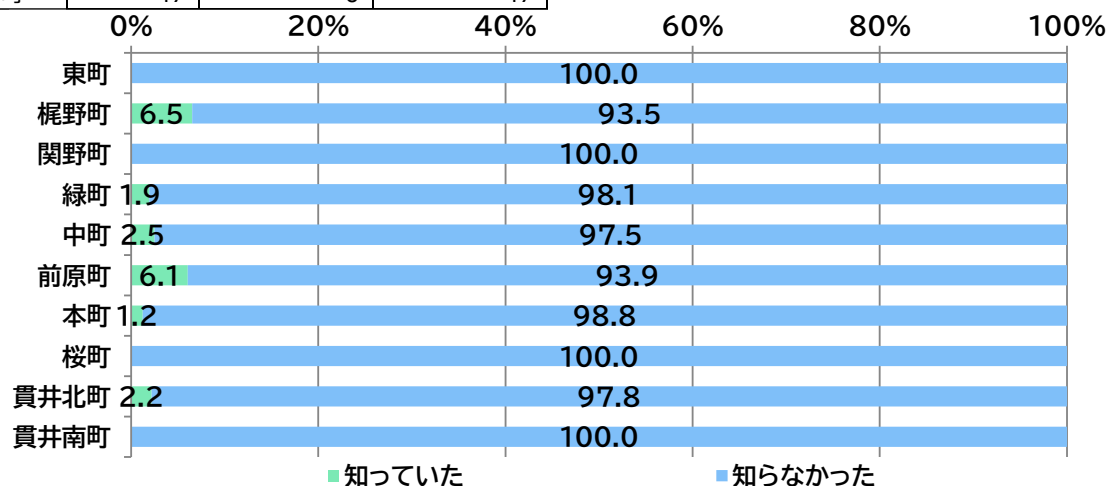 0% 20% 40% 60% 80% 100%
東町 100.0
梶野町 6.5 93.5
関野町 100.0
緑町 1.9 98.1
中町 2.5 97.5
前原町 6.1 93.9
本町 1.2 98.8
桜町 100.0
貫井北町 2.2 97.8
貫井南町 100.0
知っていた 知らなかった